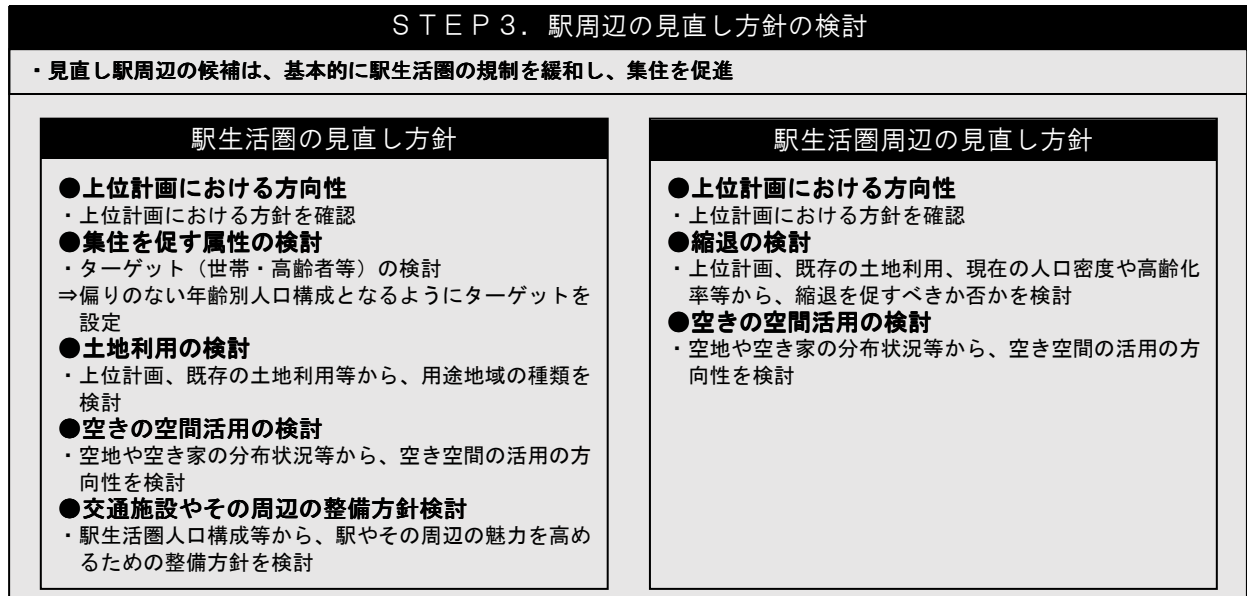 ＳＴＥＰ３．駅周辺の見直し方針の検討
・見直し駅周辺の候補は、基本的に駅生活圏の規制を緩和し、集住を促進
駅生活圏の見直し方針
●上位計画における方向性
・上位計画における方針を確認
●集住を促す属性の検討
・ターゲット（世帯・高齢者等）の検討
⇒偏りのない年齢別人口構成となるようにターゲットを
設定
●土地利用の検討
・上位計画、既存の土地利用等から、用途地域の種類を
検討
●空きの空間活用の検討
・空地や空き家の分布状況等から、空き空間の活用の方
向性を検討
●交通施設やその周辺の整備方針検討
・駅生活圏人口構成等から、駅やその周辺の魅力を高め
るための整備方針を検討
駅生活圏周辺の見直し方針
●上位計画における方向性
・上位計画における方針を確認
●縮退の検討
・上位計画、既存の土地利用、現在の人口密度や高齢化
率等から、縮退を促すべきか否かを検討
●空きの空間活用の検討
・空地や空き家の分布状況等から、空き空間の活用の方
向性を検討